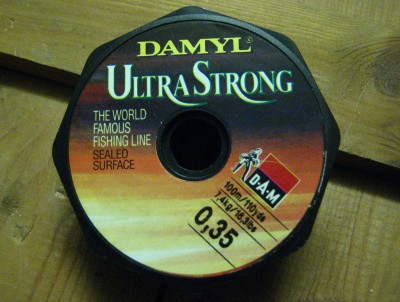 DAMYL
ULTRA STRONG
THE WORLD
FAMOUS
FISHING LINE
SEALED
SURFACE
D·A·M
100m/110yds
7,4kg/16,3lbs
0,35